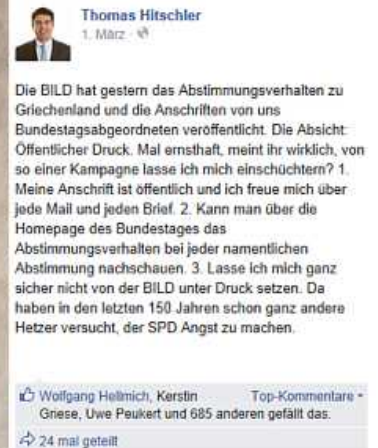 Thomas Hitschler
1. März
Die BILD hat gestern das Abstimmungsverhalten zu
Griechenland und die Anschriften von uns
Bundestagsabgeordneten veröffentlicht. Die Absicht:
Öffentlicher Druck. Mal ernsthaft, meint ihr wirklich, von
so einer Kampagne lasse ich mich einschüchtern? 1.
Meine Anschrift ist öffentlich und ich freue mich über
jede Mail und jeden Brief. 2. Kann man über die
Homepage des Bundestages das
Abstimmungsverhalten bei jeder namentlichen
Abstimmung nachschauen. 3. Lasse ich mich ganz
sicher nicht von der BILD unter Druck setzen. Da
haben in den letzten 150 Jahren schon ganz andere
Hetzer versucht, der SPD Angst zu machen.
Wolfgang Hellmich, Kerstin Top-Kommentare
Griese, Uwe Peukert und 685 anderen gefällt das.
24 mal geteilt